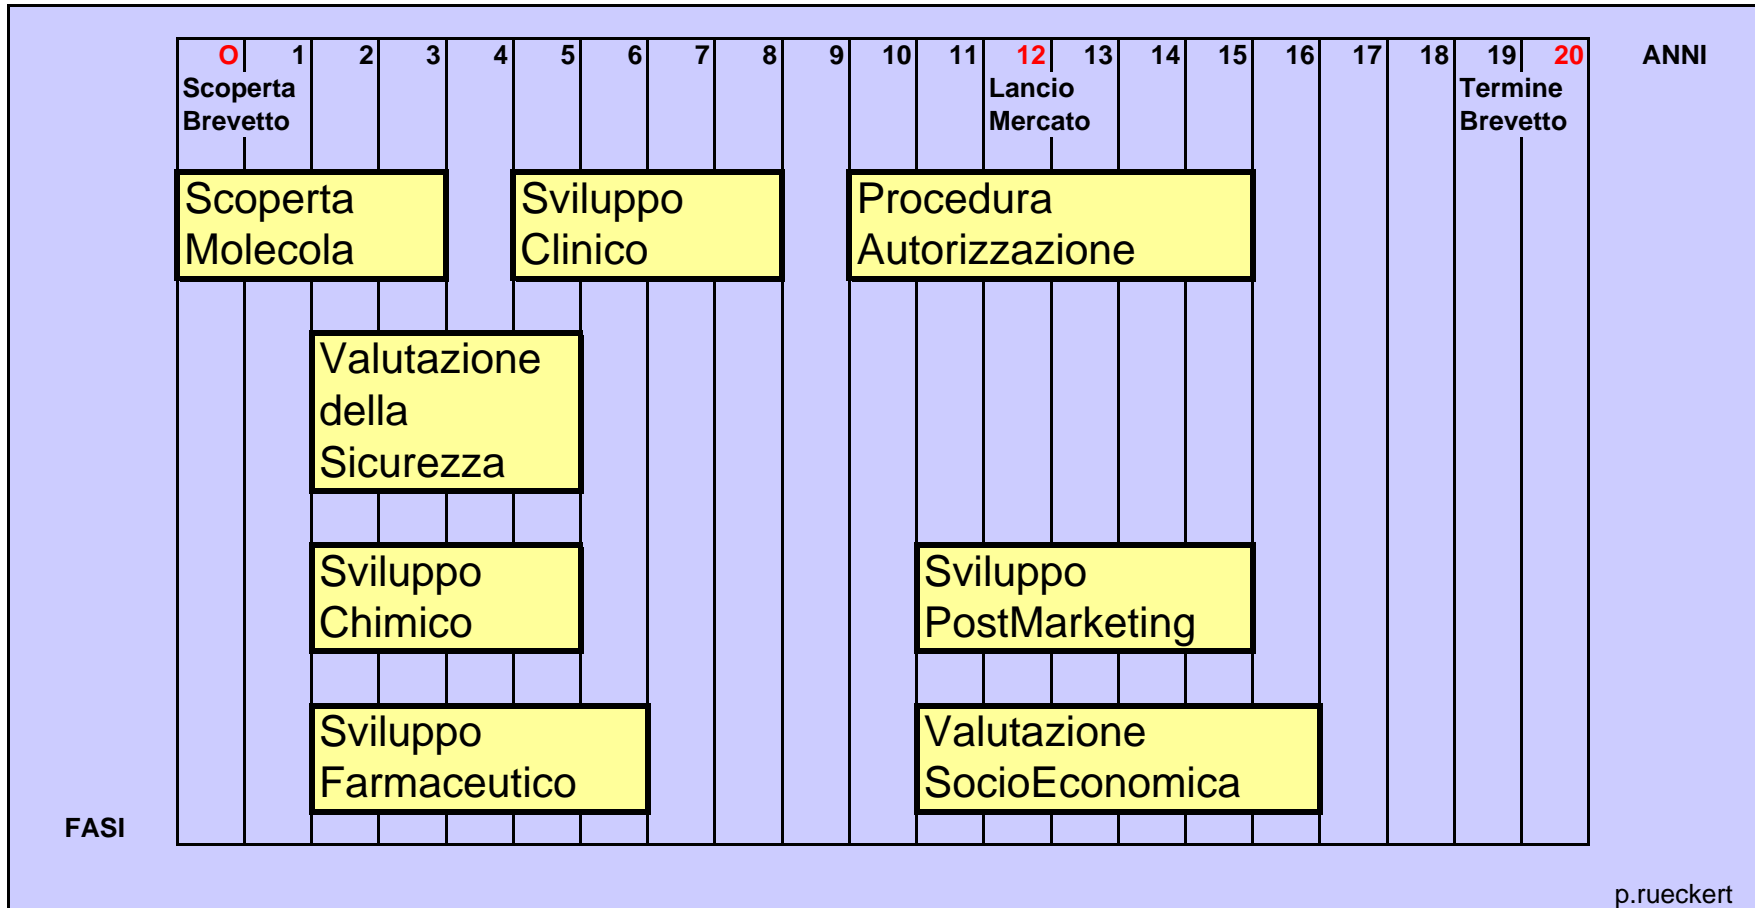 O 1 2 3 4 5 6 7 8 9 10 11 12 13 14 15 16 17 18 19 20 ANNI
Scoperta Lancio Termine
Brevetto Mercato Brevetto
Scoperta
Molecola
Sviluppo
Clinico
Procedura
Autorizzazione
Valutazione
della
Sicurezza
Sviluppo
Chimico
Sviluppo
PostMarketing
Sviluppo
Farmaceutico
Valutazione
SocioEconomica
FASI
p.rueckert